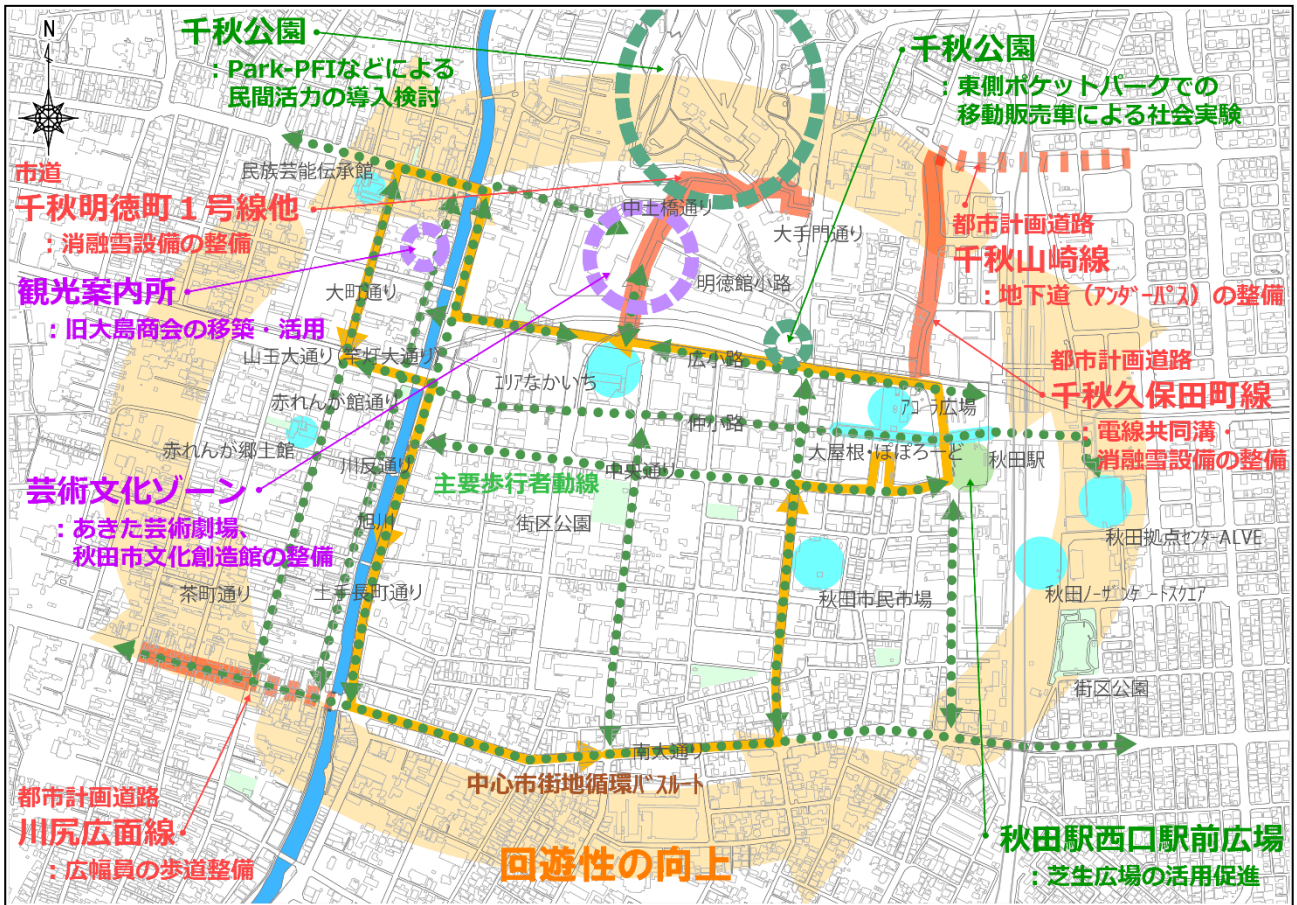 N
千秋公園
：Park-PFIなどによる
民間活力の導入検討
千秋公園
：東側ポケットパークでの
移動販売車による社会実験
民族芸能伝承館
市道
千秋明徳町１号線他
：消融雪設備の整備
中土橋通り
大手門通り
都市計画道路
千秋山崎線
：地下道（アンダーパス）の整備
観光案内所
：旧大島商会の移築・活用
大町通り
明徳館小路
山王大通り(竿灯大通り)
広小路
都市計画道路
千秋久保田町線
：電線共同溝・
消融雪設備の整備
エリアなかいち
赤れんが館通り
アゴラ広場
仲小路
赤れんが郷土館
川反通り
大屋根・ぽぽろーど
秋田駅
中央通り
芸術文化ゾーン
：あきた芸術劇場、
秋田市文化創造館の整備
主要歩行者動線
街区公園
旭川
秋田拠点センターALVE
茶町通り
土手長町通り
秋田市民市場
秋田ノーザンゲートスクエア
街区公園
南大通り
中心市街地循環バスルート
都市計画道路
川尻広面線
：広幅員の歩道整備
回遊性の向上
秋田駅西口駅前広場
：芝生広場の活用促進